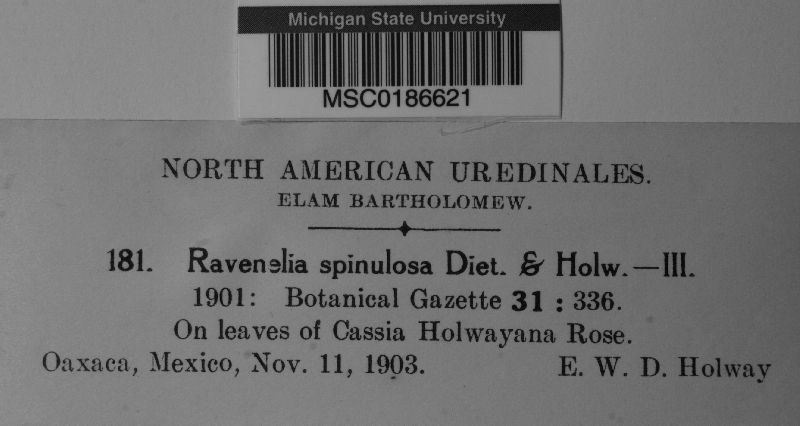 Michigan State University
MSC0186621
NORTH AMERICAN UREDINALES.
ELAM BARTHOLOMEW.
181. Ravenelia spinulosa Diet. & Holw.—III.
1901: Botanical Gazette 31 : 336.
On leaves of Cassia Holwayana Rose.
Oaxaca, Mexico, Nov. 11, 1903. E. W. D. Holway